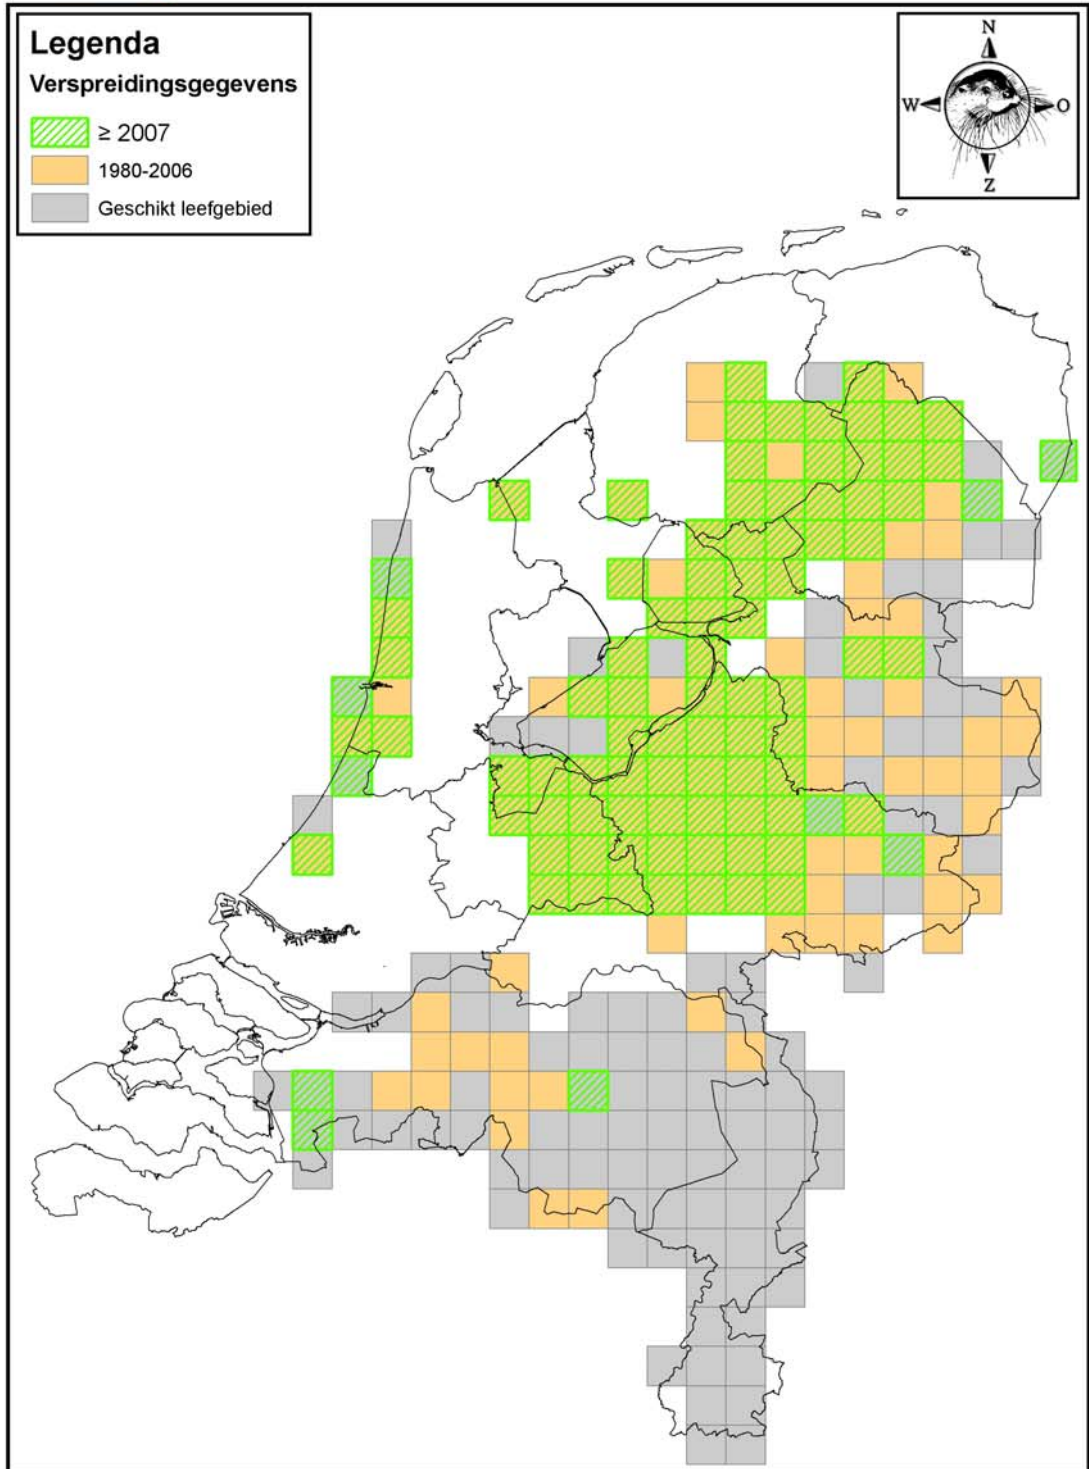 Legenda
Verspreidingsgegevens
≥ 2007
1980-2006
Geschikt leefgebied
N
W O
Z